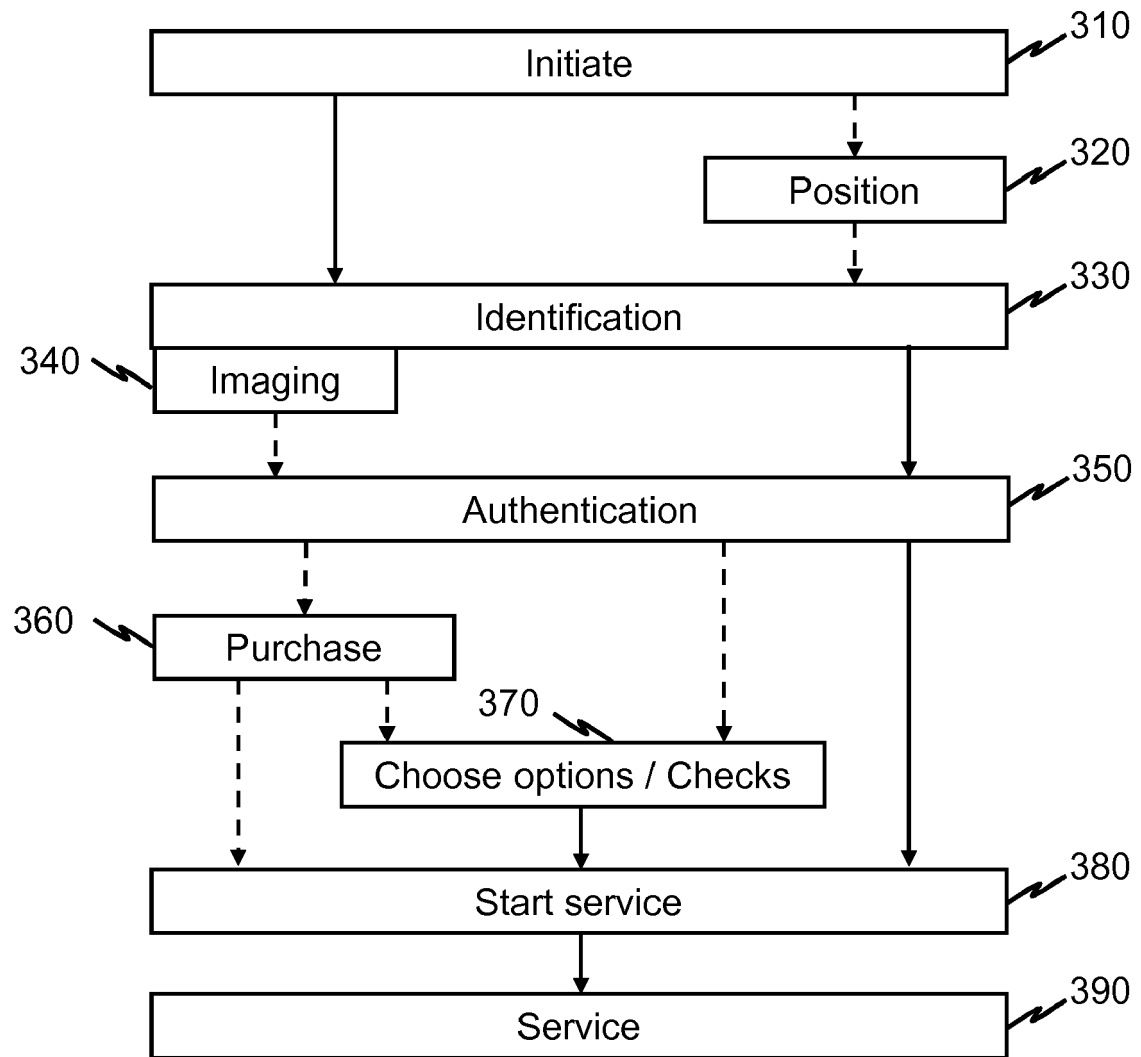 310
Initiate
320
Position
330
Identification
340
Imaging
350
Authentication
360
Purchase
370
Choose options / Checks
380
Start service
390
Service